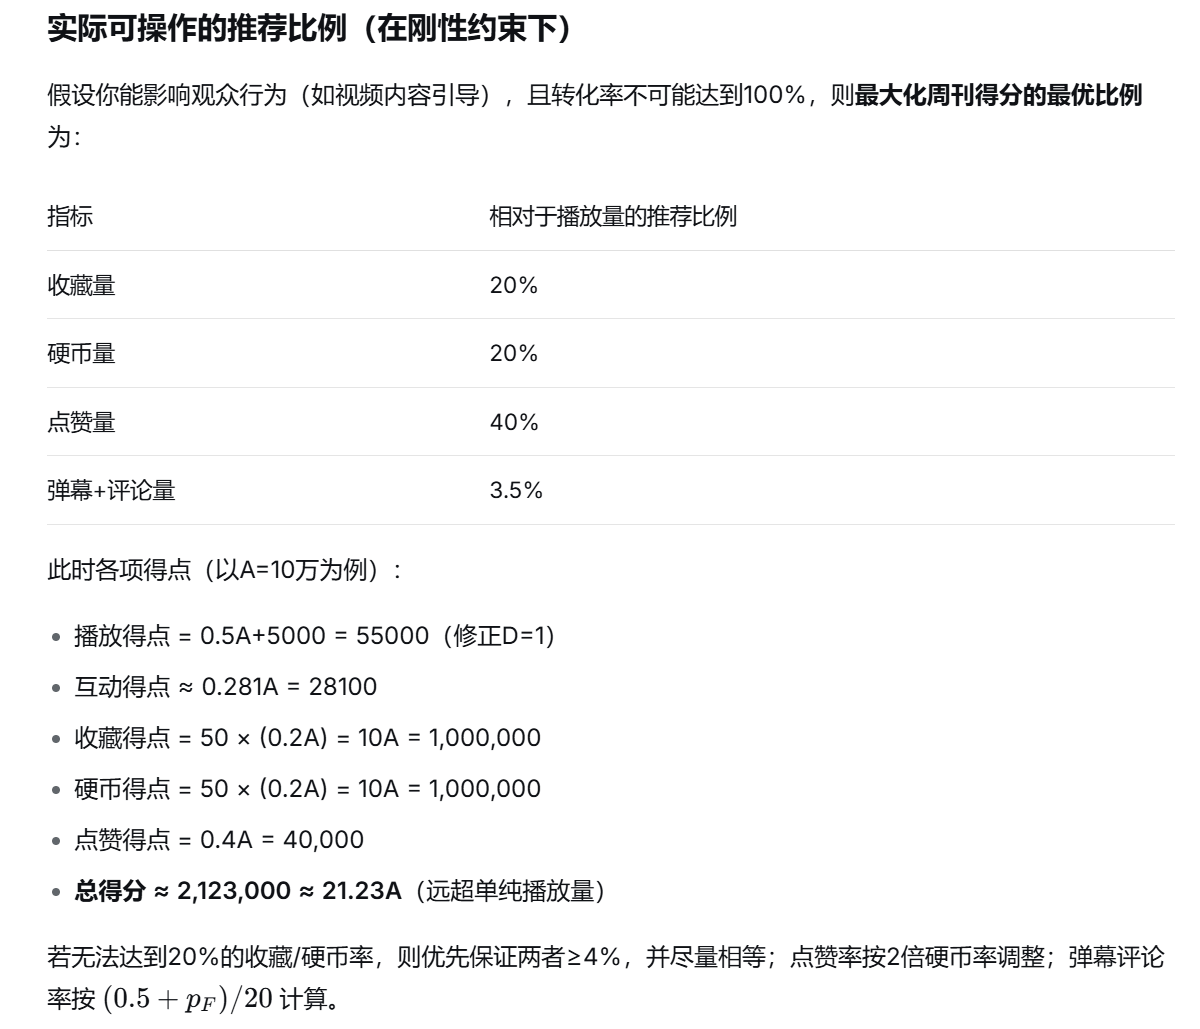 实际可操作的推荐比例（在刚性约束下）
假设你能影响观众行为（如视频内容引导），且转化率不可能达到100%，则最大化周刊得分的最优比例
为：
指标 相对于播放量的推荐比例
收藏量 20%
硬币量 20%
点赞量 40%
弹幕+评论量 3.5%
此时各项得点（以A=10万为例）：
• 播放得点 = 0.5A+5000 = 55000（修正D=1）
• 互动得点 ≈ 0.281A = 28100
• 收藏得点 = 50 × (0.2A) = 10A = 1,000,000
• 硬币得点 = 50 × (0.2A) = 10A = 1,000,000
• 点赞得点 = 0.4A = 40,000
• 总得分 ≈ 2,123,000 ≈ 21.23A（远超单纯播放量）
若无法达到20%的收藏/硬币率，则优先保证两者≥4%，并尽量相等；点赞率按2倍硬币率调整；弹幕评论
率按 (0.5 + p_F)/20 计算。